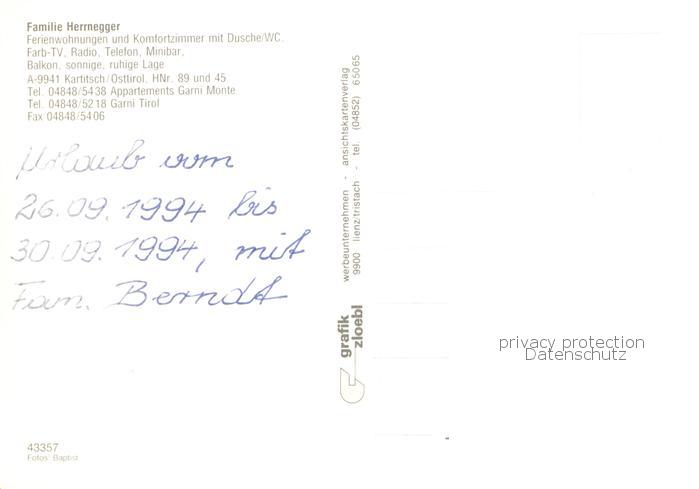 Familie Herrnegger
Ferienwohnungen und Komfortzimmer mit Dusche/WC,
Farb-TV, Radio, Telefon, Minibar,
Balkon, sonnige, ruhige Lage
A-9941 Kartitsch/Osttirol, HNr. 89 und 45
Tel. 04848/5438 Appartements Garni Monte
Tel. 04848/5218 Garni Tirol
Fax 04848/5406
Urlaub vom
26.09.1994 bis
30.09.1994, mit
Fam. Berndt
43357
Fotos: Baptist
grafik
zloebl
werbeunternehmen - ansichtskartenverlag
9900 lienz/tristach - tel. (04852) 65065
privacy protection
Datenschutz